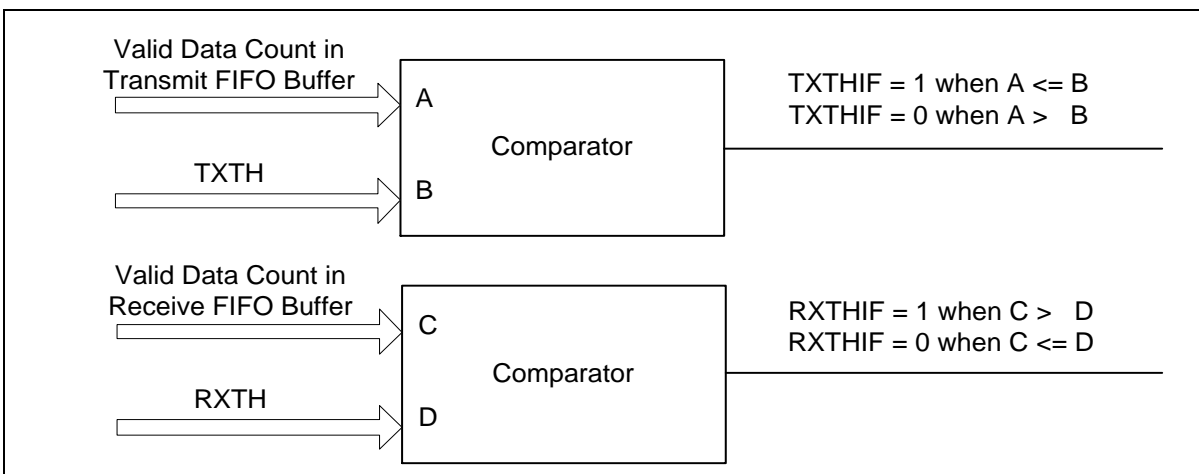 Valid Data Count in
Transmit FIFO Buffer
A
TXTH
B
Comparator
TXTHIF = 1 when A <= B
TXTHIF = 0 when A > B
Valid Data Count in
Receive FIFO Buffer
C
RXTH
D
Comparator
RXTHIF = 1 when C > D
RXTHIF = 0 when C <= D